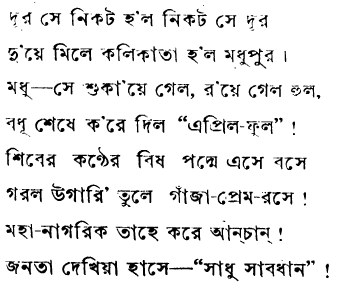 দূর সে নিকট হ'ল নিকট সে দূর
দু'য়ে মিলে কলিকাতা হ'ল মধুপুর ।
মধু—সে শুকা'য়ে গেল, র'য়ে গেল হুল,
বধূ শেষে ক'রে দিল “এপ্রিল-ফুল” !
শিবের কণ্ঠের বিষ পদ্মে এসে বসে
গরল উগারি' তুলে গাঁজা-প্রেম-রসে !
মহা-নাগরিক তাহে করে আন্‌চান্‌ !
জনতা দেখিয়া হাসে—“সাধু সাবধান” !